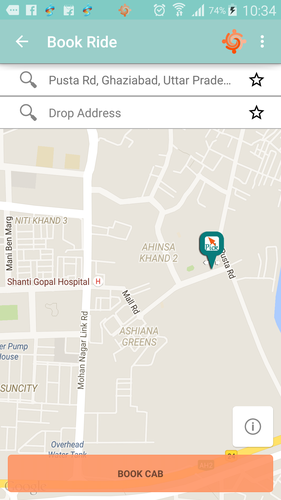 74% 10:34
Book Ride
Pusta Rd, Ghaziabad, Uttar Prade...
Drop Address
NITI KHAND 3
Mani Ben Marg
AHINSA
KHAND 2
Pick
Pusta Rd
Shanti Gopal Hospital H
Mall Rd
Mohan Nagar Link Rd
ASHIANA
GREENS
er Pump
House
SUNCITY
Overhead
Water Tank
Google
BOOK CAB